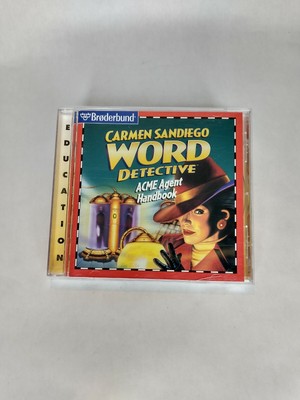 Brøderbund
EDUCATION
CARMEN SANDIEGO
WORD
DETECTIVE
ACME Agent
Handbook